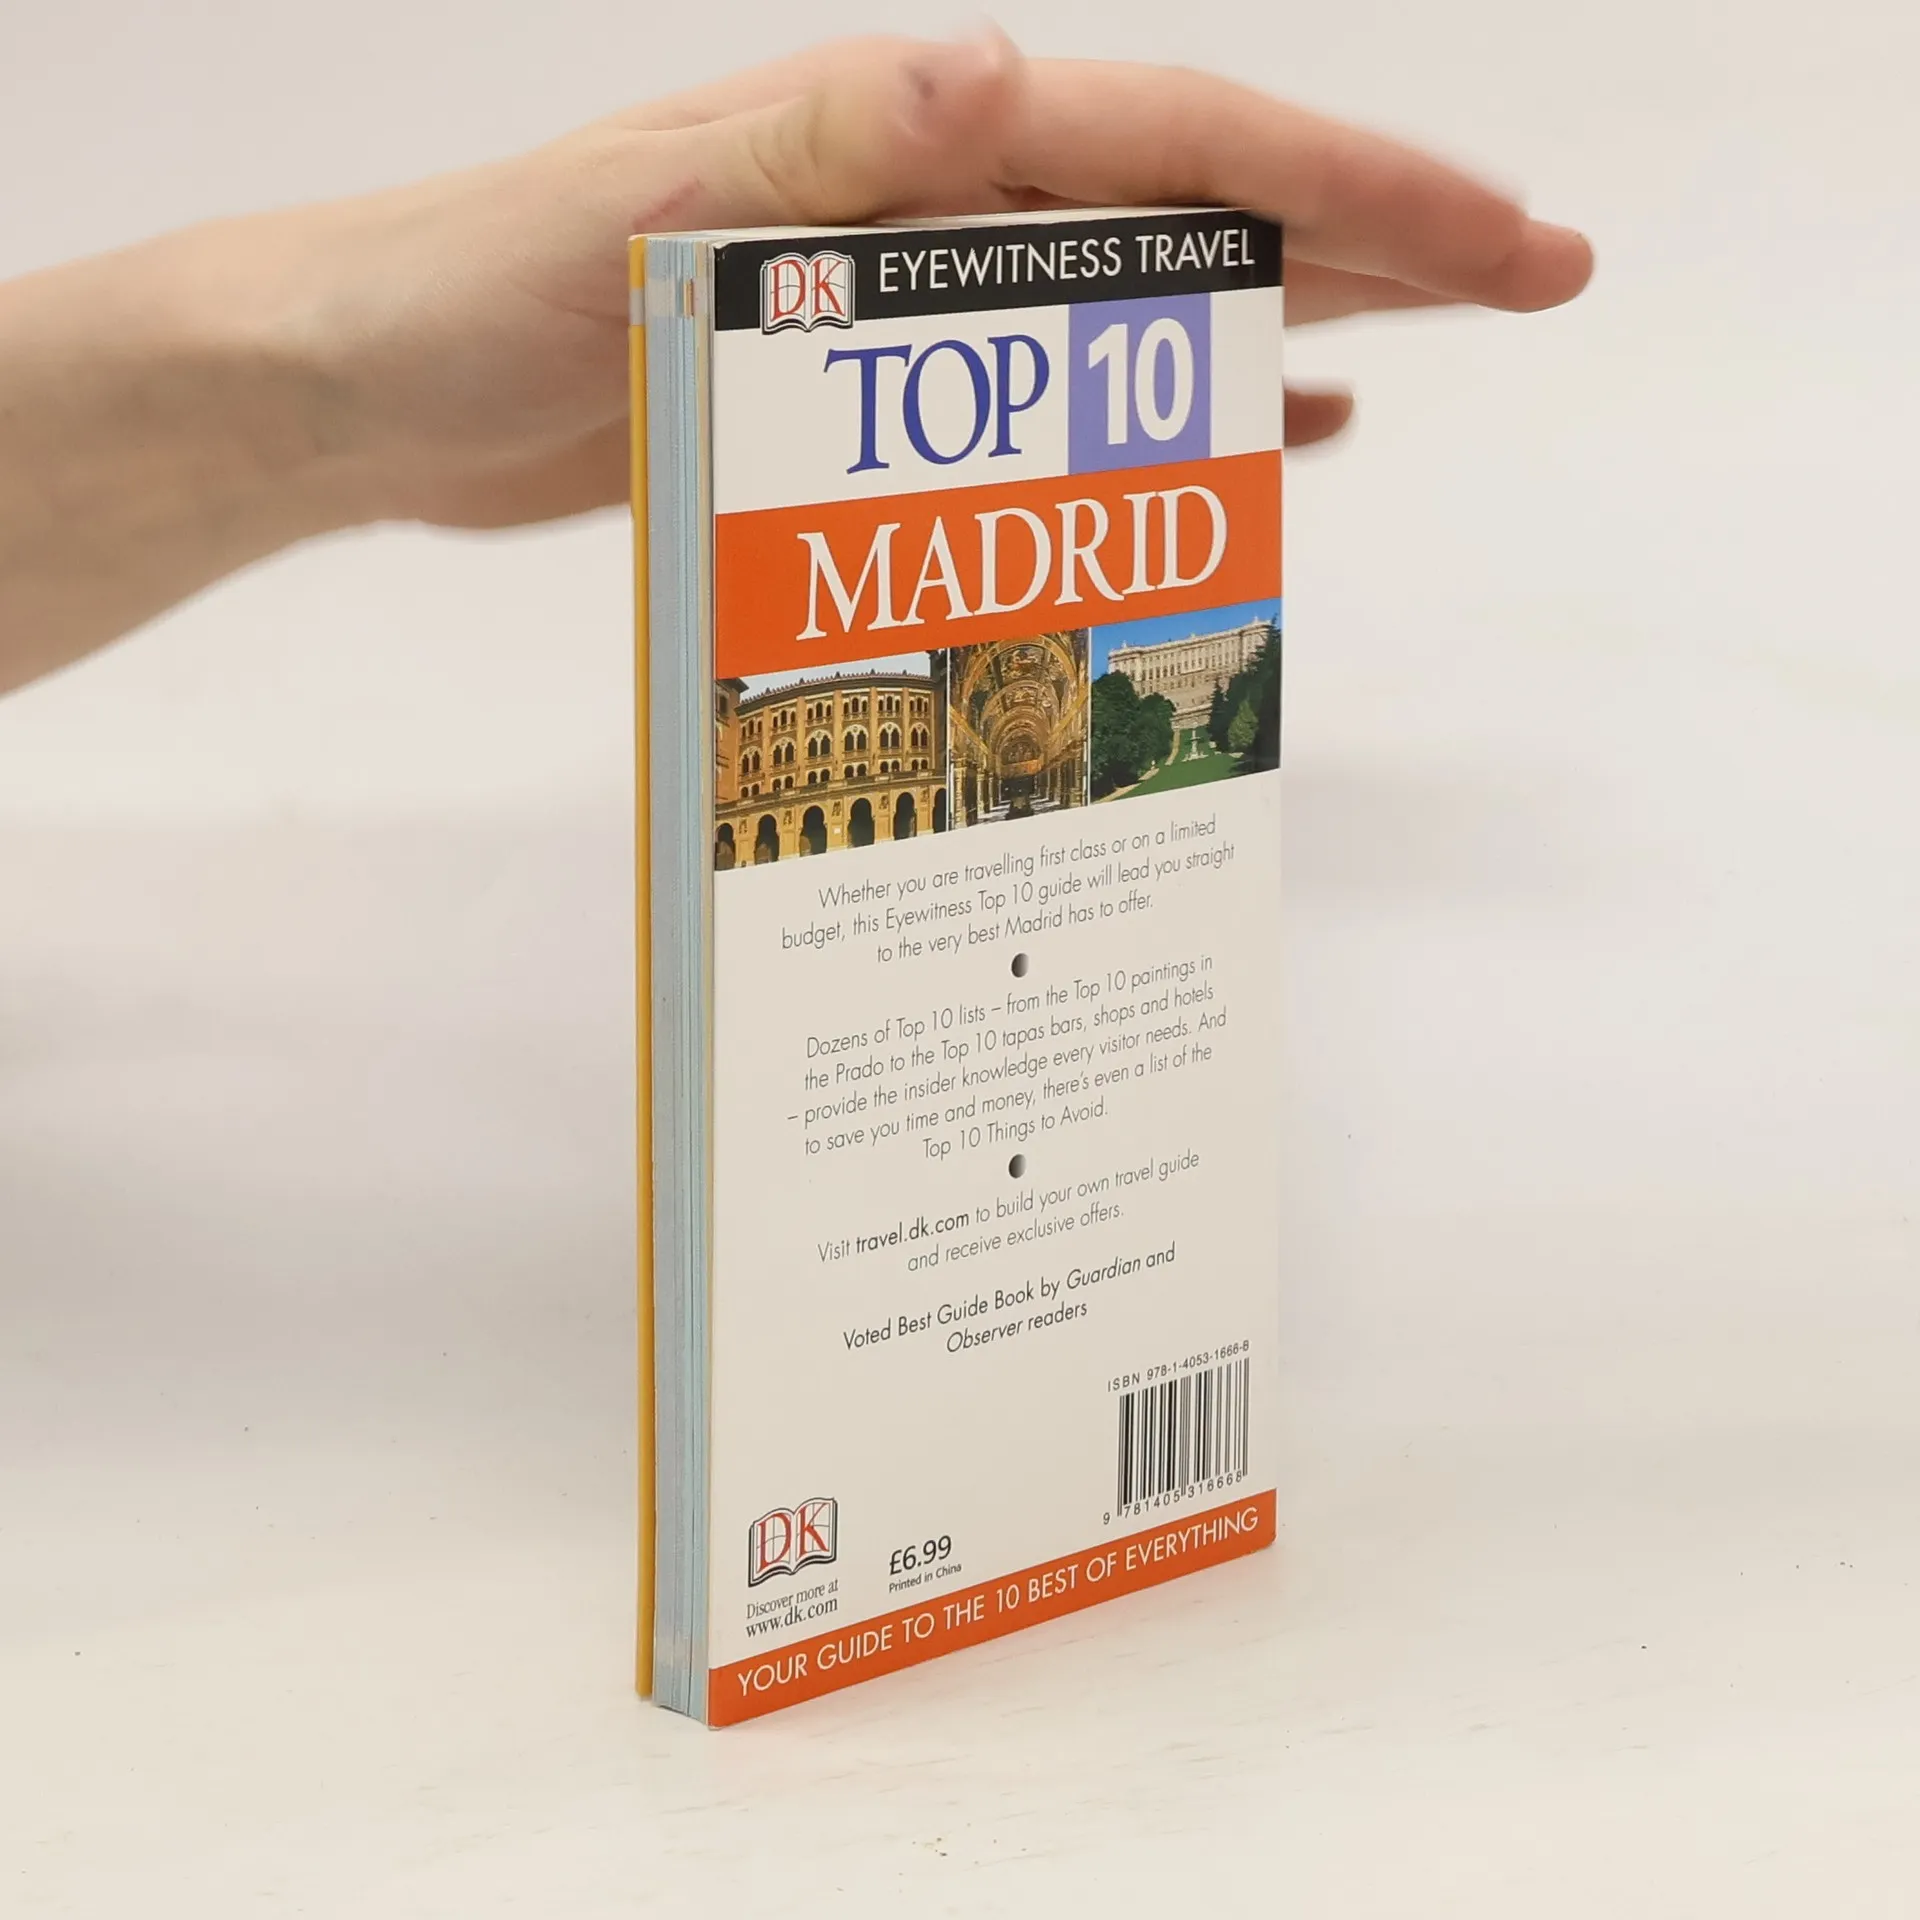 DK EYEWITNESS TRAVEL
TOP 10
MADRID
Whether you are travelling first class or on a limited
budget, this Eyewitness Top 10 guide will lead you straight
to the very best Madrid has to offer.
Dozens of Top 10 lists – from the Top 10 paintings in
the Prado to the Top 10 tapas bars, shops and hotels
– provide the insider knowledge every visitor needs. And
to save you time and money, there's even a list of the
Top 10 Things to Avoid.
Visit travel.dk.com to build your own travel guide
and receive exclusive offers.
Voted Best Guide Book by Guardian and
Observer readers
ISBN 978-1-4053-1666-8
9 781405 316668
DK
Discover more at
www.dk.com
£6.99
Printed in China
YOUR GUIDE TO THE 10 BEST OF EVERYTHING